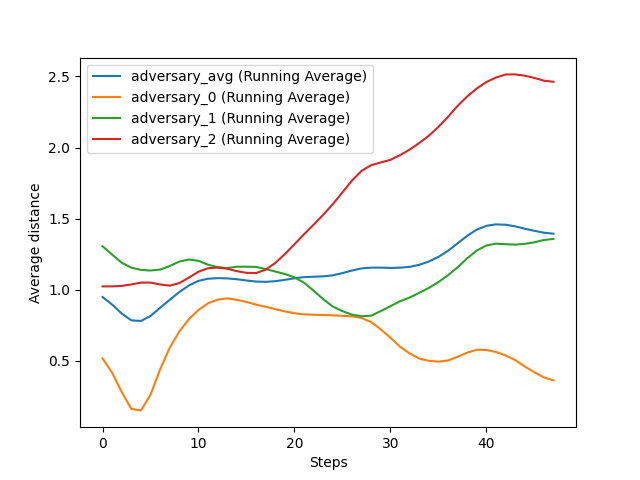 adversary_avg (Running Average)
adversary_0 (Running Average)
adversary_1 (Running Average)
adversary_2 (Running Average)
2.5
2.0
1.5
1.0
0.5
Average distance
0 10 20 30 40
Steps